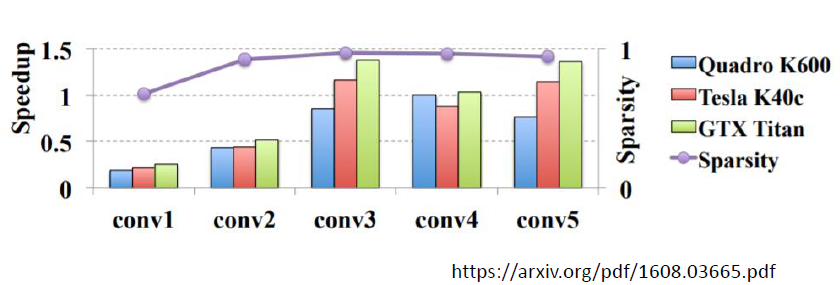 Speedup
1.5
1
0.5
0
conv1 conv2 conv3 conv4 conv5
1
0
Sparsity
Quadro K600
Tesla K40c
GTX Titan
Sparsity
https://arxiv.org/pdf/1608.03665.pdf